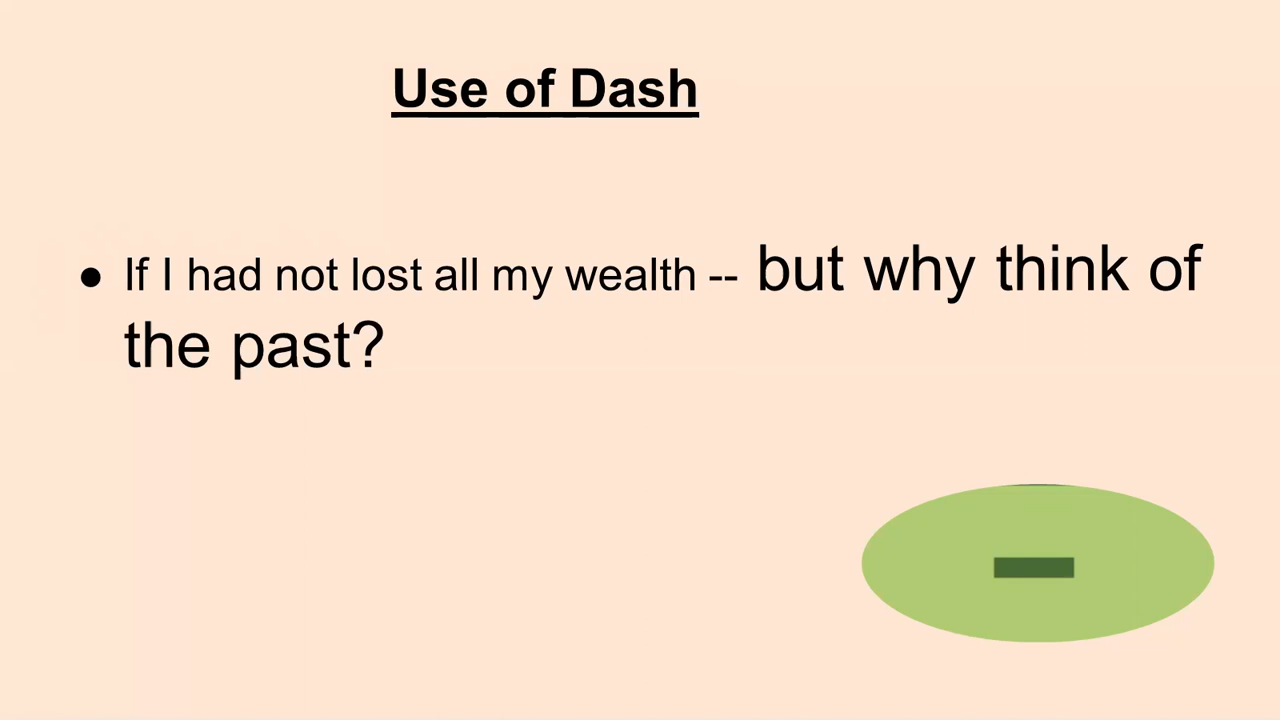 Use of Dash
● If I had not lost all my wealth -- but why think of
the past?